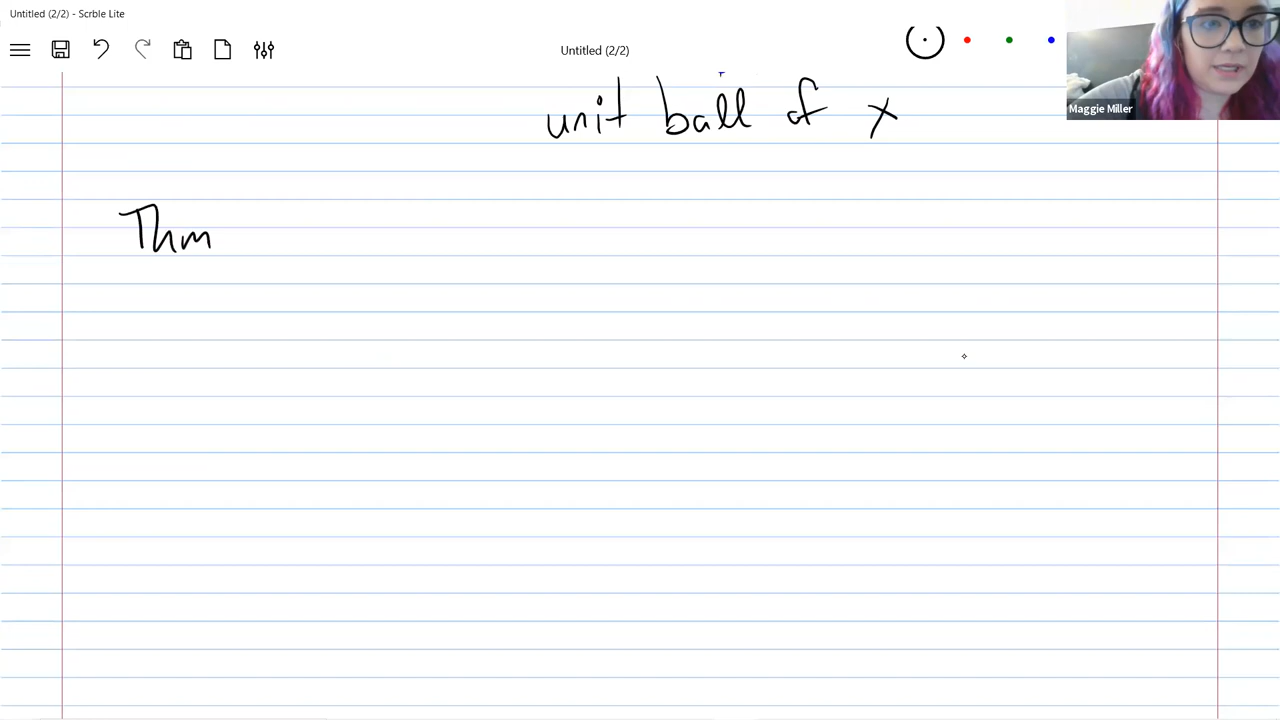 Untitled (2/2) - Scrble Lite
Untitled (2/2)
Maggie Miller
unit ball of x
Thm